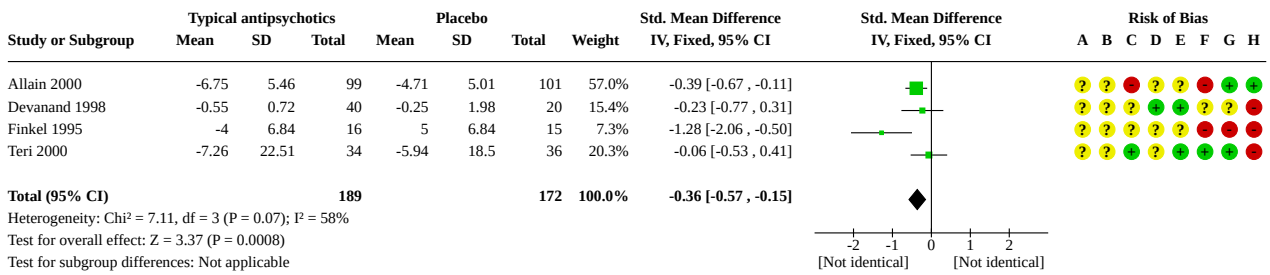 Typical antipsychotics Placebo Std. Mean Difference Std. Mean Difference Risk of Bias
Study or Subgroup Mean SD Total Mean SD Total Weight IV, Fixed, 95% CI IV, Fixed, 95% CI A B C D E F G H
Allain 2000 -6.75 5.46 99 -4.71 5.01 101 57.0% -0.39 [-0.67 , -0.11] ? ? - ? ? - + +
Devanand 1998 -0.55 0.72 40 -0.25 1.98 20 15.4% -0.23 [-0.77 , 0.31] ? ? ? + + ? ? -
Finkel 1995 -4 6.84 16 5 6.84 15 7.3% -1.28 [-2.06 , -0.50] ? ? ? ? ? - - -
Teri 2000 -7.26 22.51 34 -5.94 18.5 36 20.3% -0.06 [-0.53 , 0.41] ? ? + ? + + + -
Total (95% CI) 189 172 100.0% -0.36 [-0.57 , -0.15]
Heterogeneity: Chi² = 7.11, df = 3 (P = 0.07); I² = 58%
Test for overall effect: Z = 3.37 (P = 0.0008)
-2 -1 0 1 2
Test for subgroup differences: Not applicable [Not identical] [Not identical]